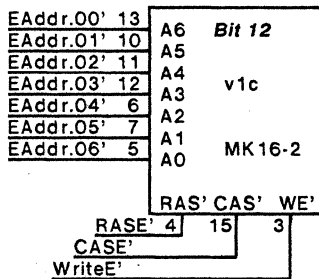 EAddr.00' 13 A6 Bit 12
EAddr.01' 10 A5
EAddr.02' 11 A4
EAddr.03' 12 A3 v1c
EAddr.04' 6 A2
EAddr.05' 7 A1
EAddr.06' 5 A0 MK16-2
RAS' CAS' WE'
RASE' 4 15 3
CASE'
WriteE'